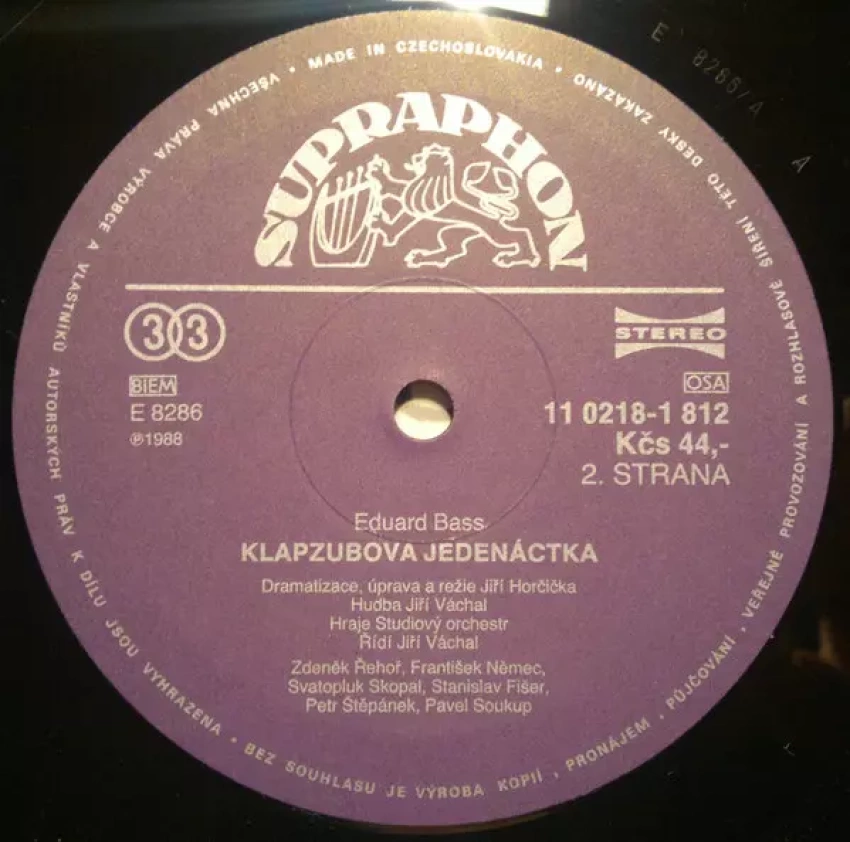 SUPRAPHON
33
STEREO
BIEM
OSA
E 8286
11 0218-1 812
℗1988
Kčs 44,-
2. STRANA
Eduard Bass
KLAPZUBOVA JEDENÁCTKA
Dramatizace, úprava a režie Jiří Horčička
Hudba Jiří Váchal
Hraje Studiový orchestr
Řídí Jiří Váchal
Zdeněk Řehoř, František Němec,
Svatopluk Skopal, Stanislav Fišer,
Petr Štěpánek, Pavel Soukup
MADE IN CZECHOSLOVAKIA • VŠECHNA PRÁVA VÝROBCE A VLASTNÍKŮ AUTORSKÝCH PRÁV K DÍLU JSOU VYHRAZENA • BEZ SOUHLASU JE VÝROBA KOPIÍ, PRONÁJEM, PŮJČOVÁNÍ, VEŘEJNÉ PROVOZOVÁNÍ A ROZHLASOVÉ ŠÍŘENÍ TÉTO DESKY ZAKÁZÁNO •
E 8286/A A